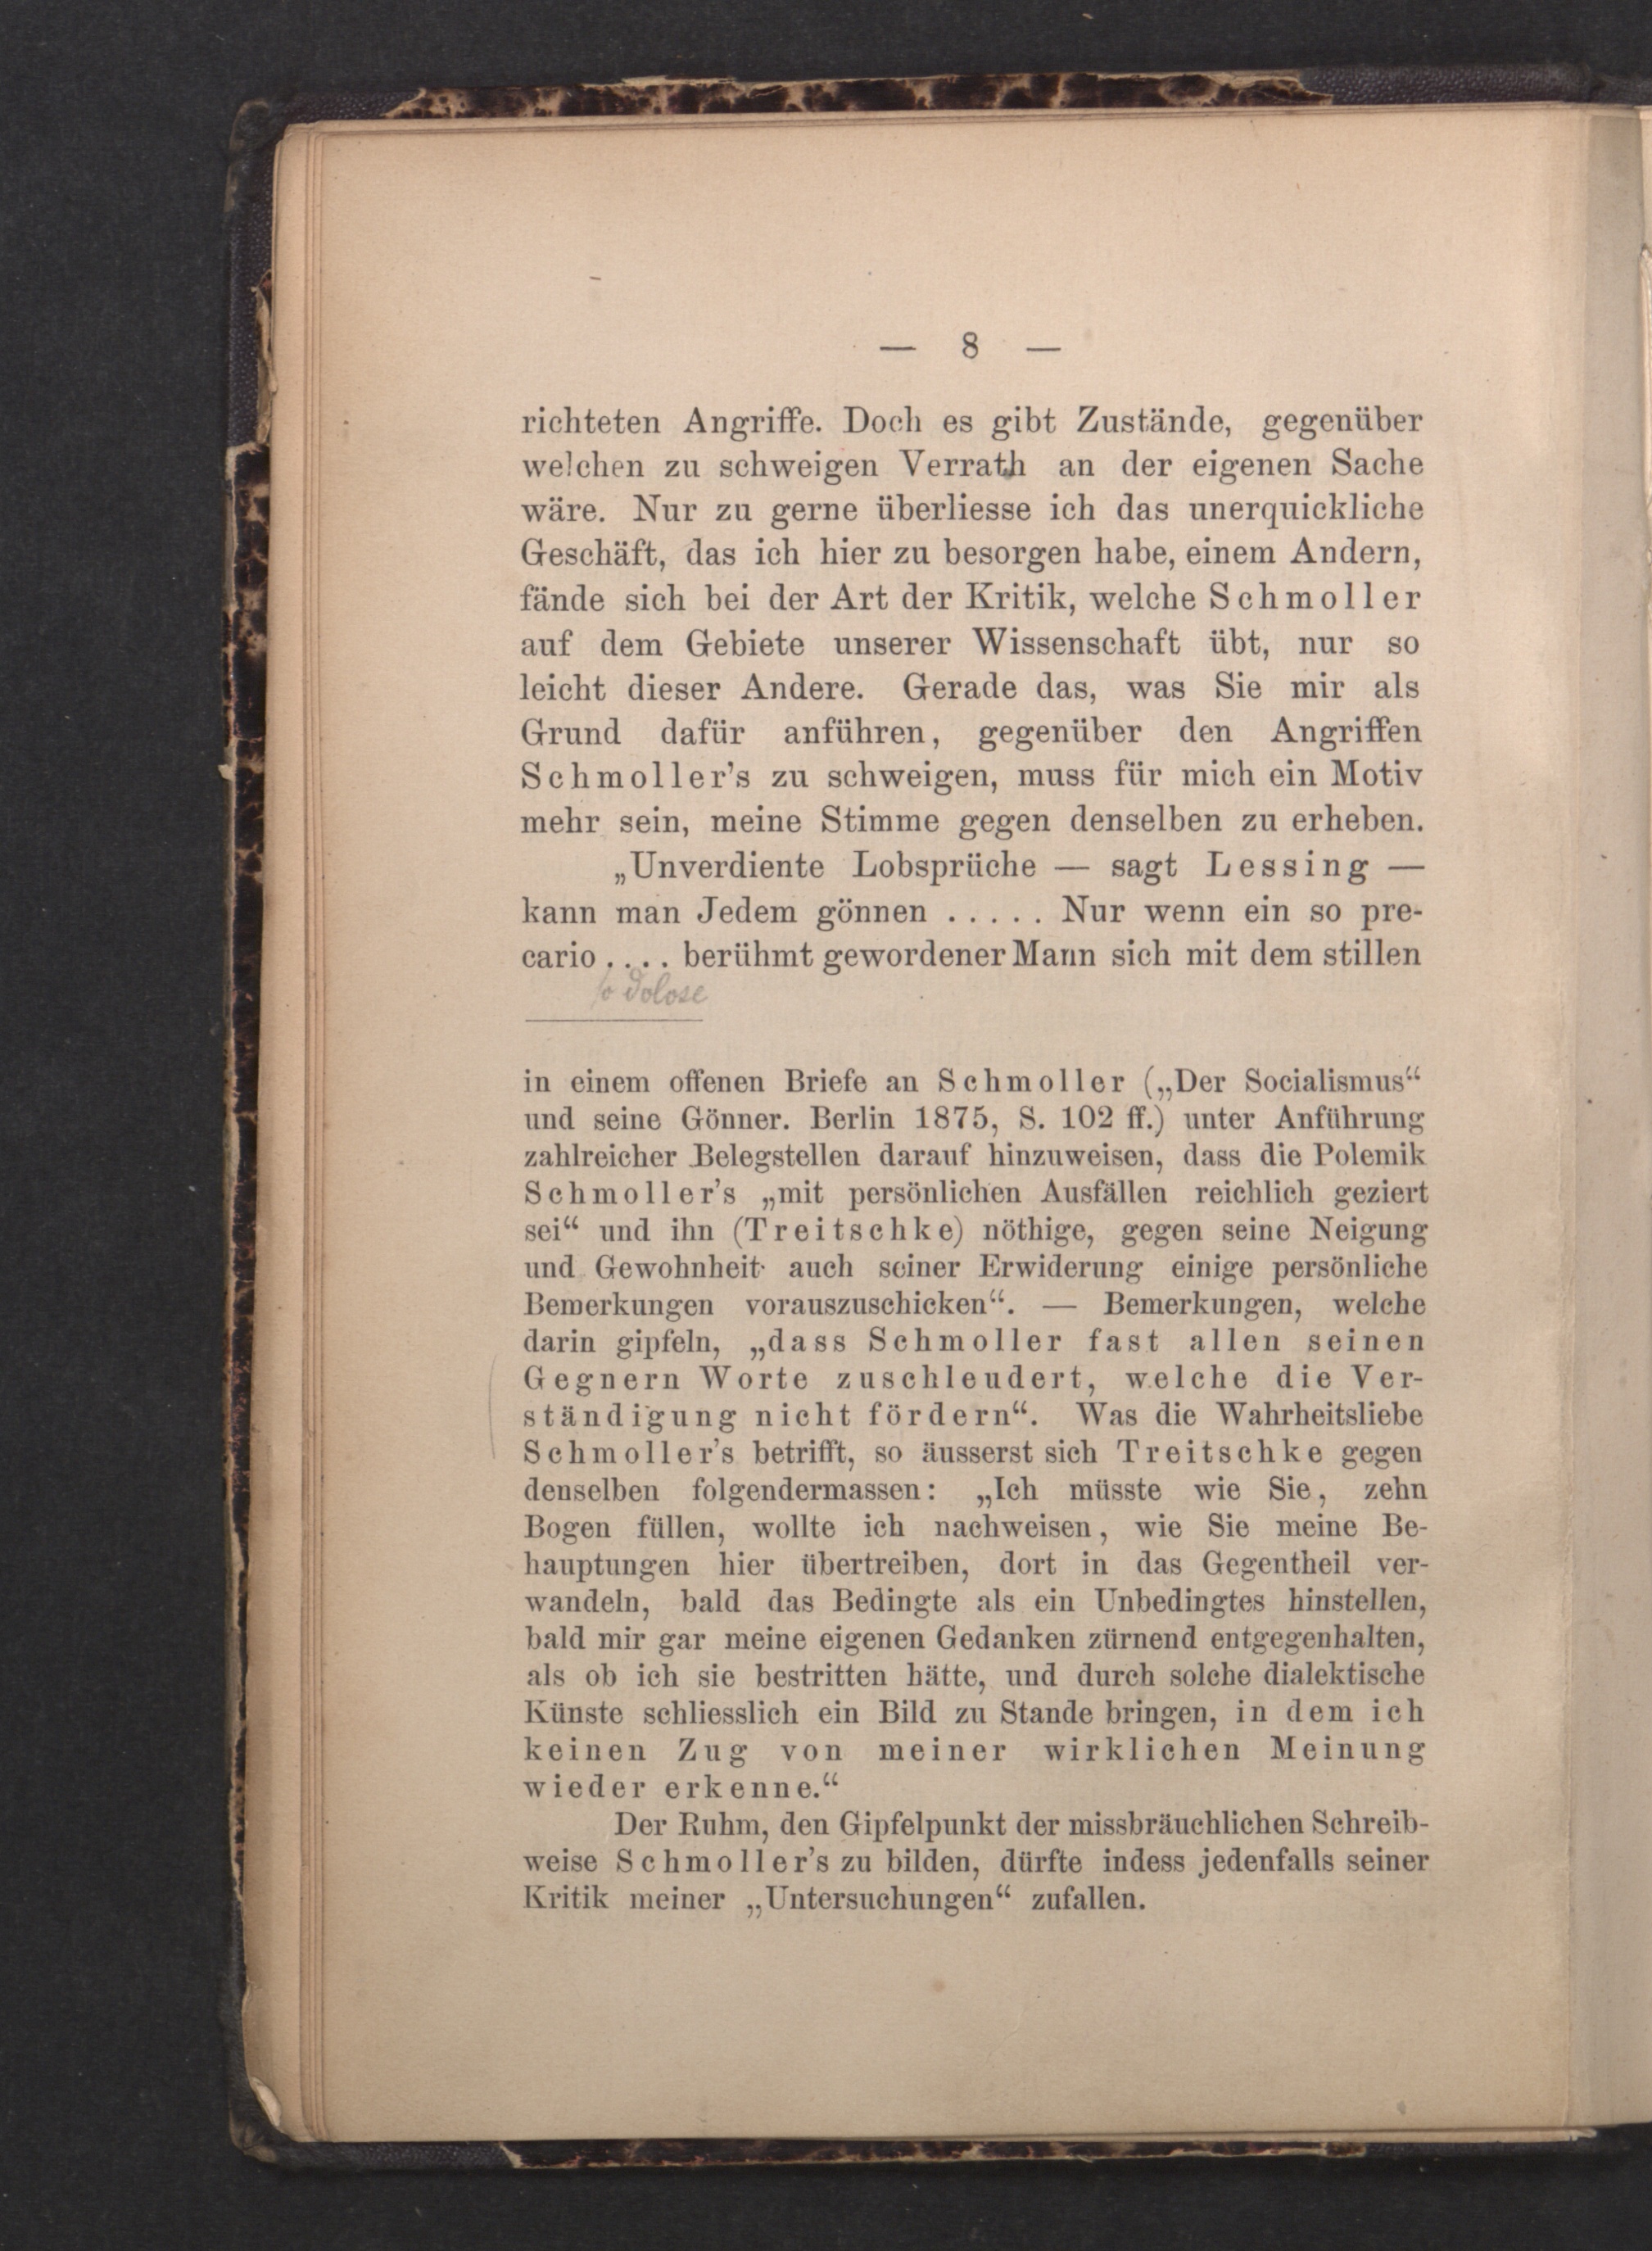 — 8 —
richteten Angriffe. Doch es gibt Zustände, gegenüber
welchen zu schweigen Verrath an der eigenen Sache
wäre. Nur zu gerne überliesse ich das unerquickliche
Geschäft, das ich hier zu besorgen habe, einem Andern,
fände sich bei der Art der Kritik, welche Schmoller
auf dem Gebiete unserer Wissenschaft übt, nur so
leicht dieser Andere. Gerade das, was Sie mir als
Grund dafür anführen, gegenüber den Angriffen
Schmoller's zu schweigen, muss für mich ein Motiv
mehr sein, meine Stimme gegen denselben zu erheben.
„Unverdiente Lobsprüche — sagt Lessing —
kann man Jedem gönnen ..... Nur wenn ein so pre-
cario .... berühmt gewordener Mann sich mit dem stillen
so dolose
in einem offenen Briefe an Schmoller („Der Socialismus“
und seine Gönner. Berlin 1875, S. 102 ff.) unter Anführung
zahlreicher Belegstellen darauf hinzuweisen, dass die Polemik
Schmoller's „mit persönlichen Ausfällen reichlich geziert
sei“ und ihn (Treitschke) nöthige, gegen seine Neigung
und Gewohnheit auch seiner Erwiderung einige persönliche
Bemerkungen vorauszuschicken“. — Bemerkungen, welche
darin gipfeln, „dass Schmoller fast allen seinen
Gegnern Worte zuschleudert, welche die Ver-
ständigung nicht fördern“. Was die Wahrheitsliebe
Schmoller's betrifft, so äusserst sich Treitschke gegen
denselben folgendermassen: „Ich müsste wie Sie, zehn
Bogen füllen, wollte ich nachweisen, wie Sie meine Be-
hauptungen hier übertreiben, dort in das Gegentheil ver-
wandeln, bald das Bedingte als ein Unbedingtes hinstellen,
bald mir gar meine eigenen Gedanken zürnend entgegenhalten,
als ob ich sie bestritten hätte, und durch solche dialektische
Künste schliesslich ein Bild zu Stande bringen, in dem ich
keinen Zug von meiner wirklichen Meinung
wieder erkenne.“
Der Ruhm, den Gipfelpunkt der missbräuchlichen Schreib-
weise Schmoller's zu bilden, dürfte indess jedenfalls seiner
Kritik meiner „Untersuchungen“ zufallen.